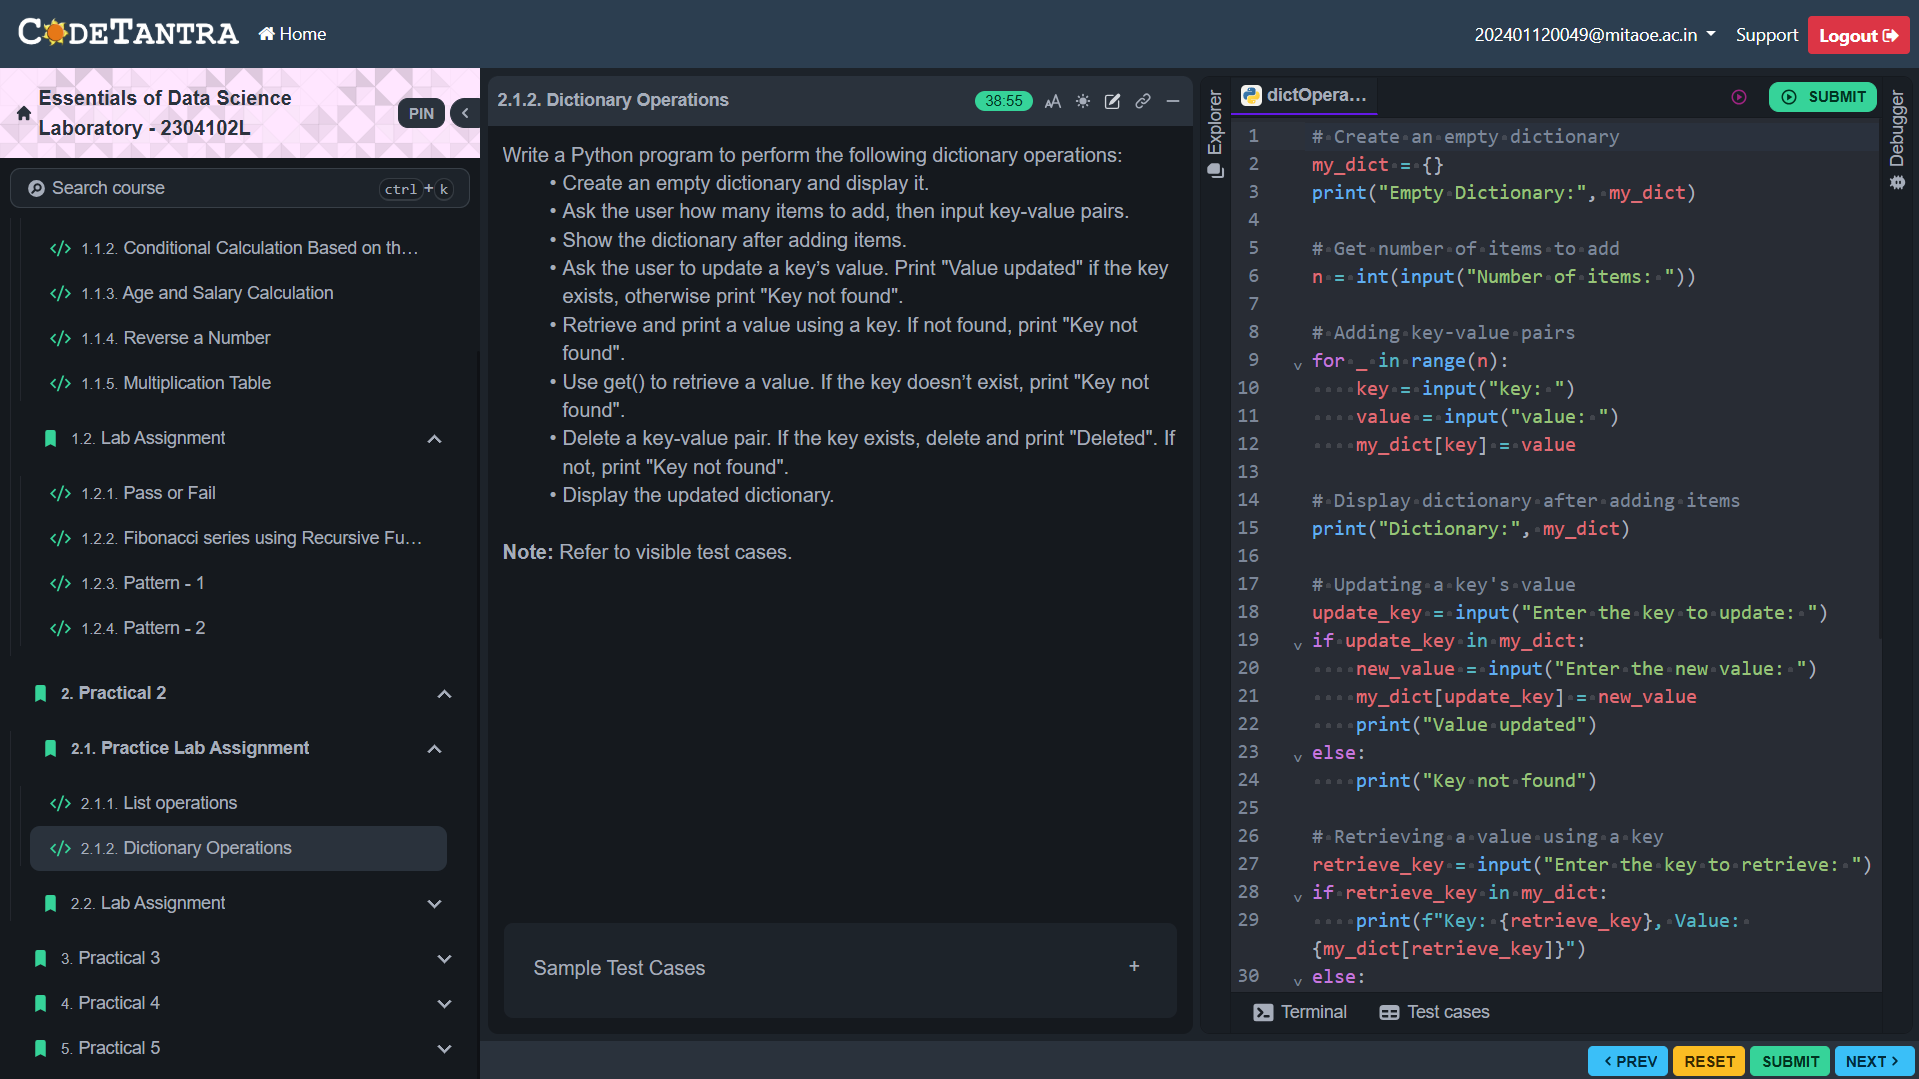 CODETANTRA
Home
202401120049@mitaoe.ac.in
Support
Logout
Essentials of Data Science
Laboratory - 2304102L
PIN
Search course
ctrl + k
1.1.2. Conditional Calculation Based on th...
1.1.3. Age and Salary Calculation
1.1.4. Reverse a Number
1.1.5. Multiplication Table
1.2. Lab Assignment
1.2.1. Pass or Fail
1.2.2. Fibonacci series using Recursive Fu...
1.2.3. Pattern - 1
1.2.4. Pattern - 2
2. Practical 2
2.1. Practice Lab Assignment
2.1.1. List operations
2.1.2. Dictionary Operations
2.2. Lab Assignment
3. Practical 3
4. Practical 4
5. Practical 5
2.1.2. Dictionary Operations
38:55
AA
Write a Python program to perform the following dictionary operations:
• Create an empty dictionary and display it.
• Ask the user how many items to add, then input key-value pairs.
• Show the dictionary after adding items.
• Ask the user to update a key’s value. Print "Value updated" if the key
exists, otherwise print "Key not found".
• Retrieve and print a value using a key. If not found, print "Key not
found".
• Use get() to retrieve a value. If the key doesn’t exist, print "Key not
found".
• Delete a key-value pair. If the key exists, delete and print "Deleted". If
not, print "Key not found".
• Display the updated dictionary.
Note: Refer to visible test cases.
Sample Test Cases
+
Explorer
dictOpera...
SUBMIT
Debugger
1 # Create an empty dictionary
2 my_dict = {}
3 print("Empty Dictionary:", my_dict)
4
5 # Get number of items to add
6 n = int(input("Number of items: "))
7
8 # Adding key-value pairs
9 for _ in range(n):
10     key = input("key: ")
11     value = input("value: ")
12     my_dict[key] = value
13
14 # Display dictionary after adding items
15 print("Dictionary:", my_dict)
16
17 # Updating a key's value
18 update_key = input("Enter the key to update: ")
19 if update_key in my_dict:
20     new_value = input("Enter the new value: ")
21     my_dict[update_key] = new_value
22     print("Value updated")
23 else:
24     print("Key not found")
25
26 # Retrieving a value using a key
27 retrieve_key = input("Enter the key to retrieve: ")
28 if retrieve_key in my_dict:
29     print(f"Key: {retrieve_key}, Value:
{my_dict[retrieve_key]}")
30 else:
Terminal
Test cases
PREV
RESET
SUBMIT
NEXT